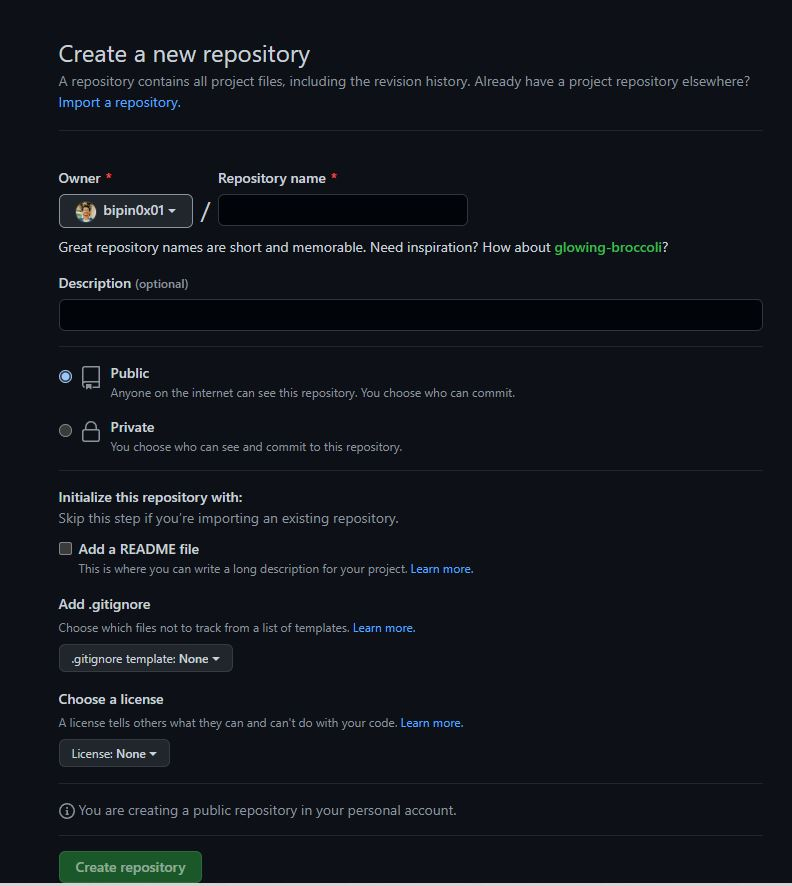 Create a new repository
A repository contains all project files, including the revision history. Already have a project repository elsewhere?
Import a repository.
Owner * Repository name *
bipin0x01 /
Great repository names are short and memorable. Need inspiration? How about glowing-broccoli?
Description (optional)
Public
Anyone on the internet can see this repository. You choose who can commit.
Private
You choose who can see and commit to this repository.
Initialize this repository with:
Skip this step if you’re importing an existing repository.
Add a README file
This is where you can write a long description for your project. Learn more.
Add .gitignore
Choose which files not to track from a list of templates. Learn more.
.gitignore template: None
Choose a license
A license tells others what they can and can't do with your code. Learn more.
License: None
You are creating a public repository in your personal account.
Create repository